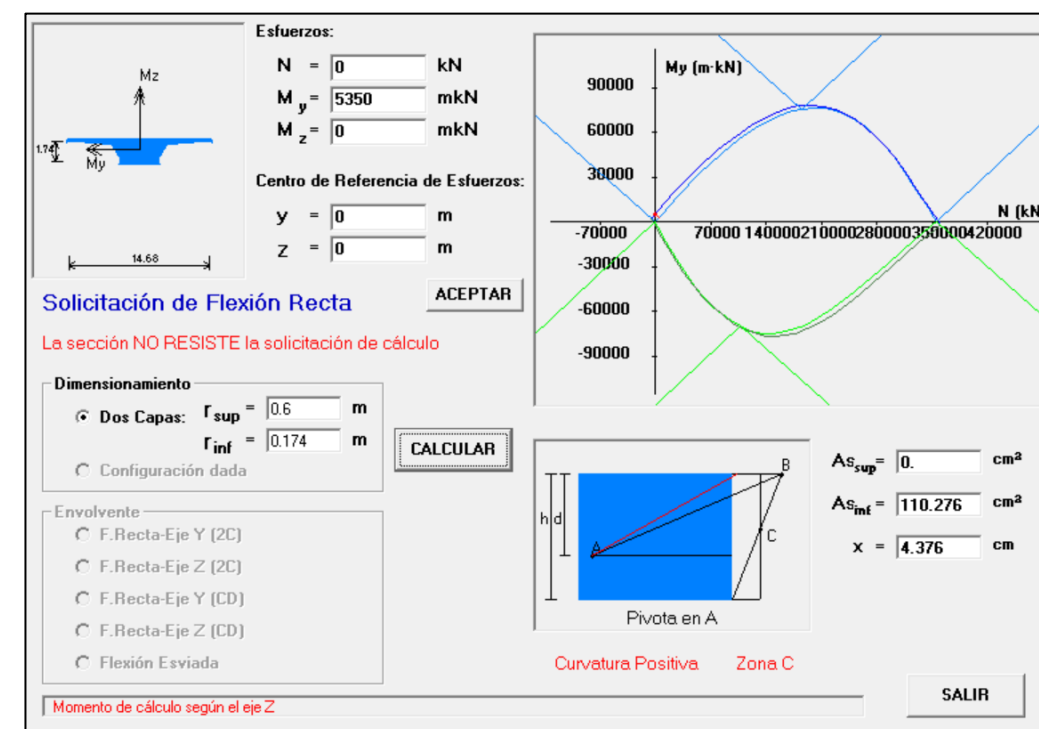 Esfuerzos:
N = 0 kN
My = 5350 mkN
Mz = 0 mkN
Centro de Referencia de Esfuerzos:
y = 0 m
z = 0 m
ACEPTAR
Mz
My
1.74
14.68
Solicitación de Flexión Recta
La sección NO RESISTE la solicitación de cálculo
My (m·kN)
90000
60000
30000
N (kN
-70000 70000 140000 210000 280000 350000 420000
-30000
-60000
-90000
Dimensionamiento
Dos Capas: rsup = 0.6 m
rinf = 0.174 m
Configuración dada
CALCULAR
Envolvente
F.Recta-Eje Y (2C)
F.Recta-Eje Z (2C)
F.Recta-Eje Y (CD)
F.Recta-Eje Z (CD)
Flexión Esviada
h d
A
B
C
Pivota en A
Curvatura Positiva Zona C
Assup= 0. cm²
Asinf= 110.276 cm²
x = 4.376 cm
SALIR
Momento de cálculo según el eje Z